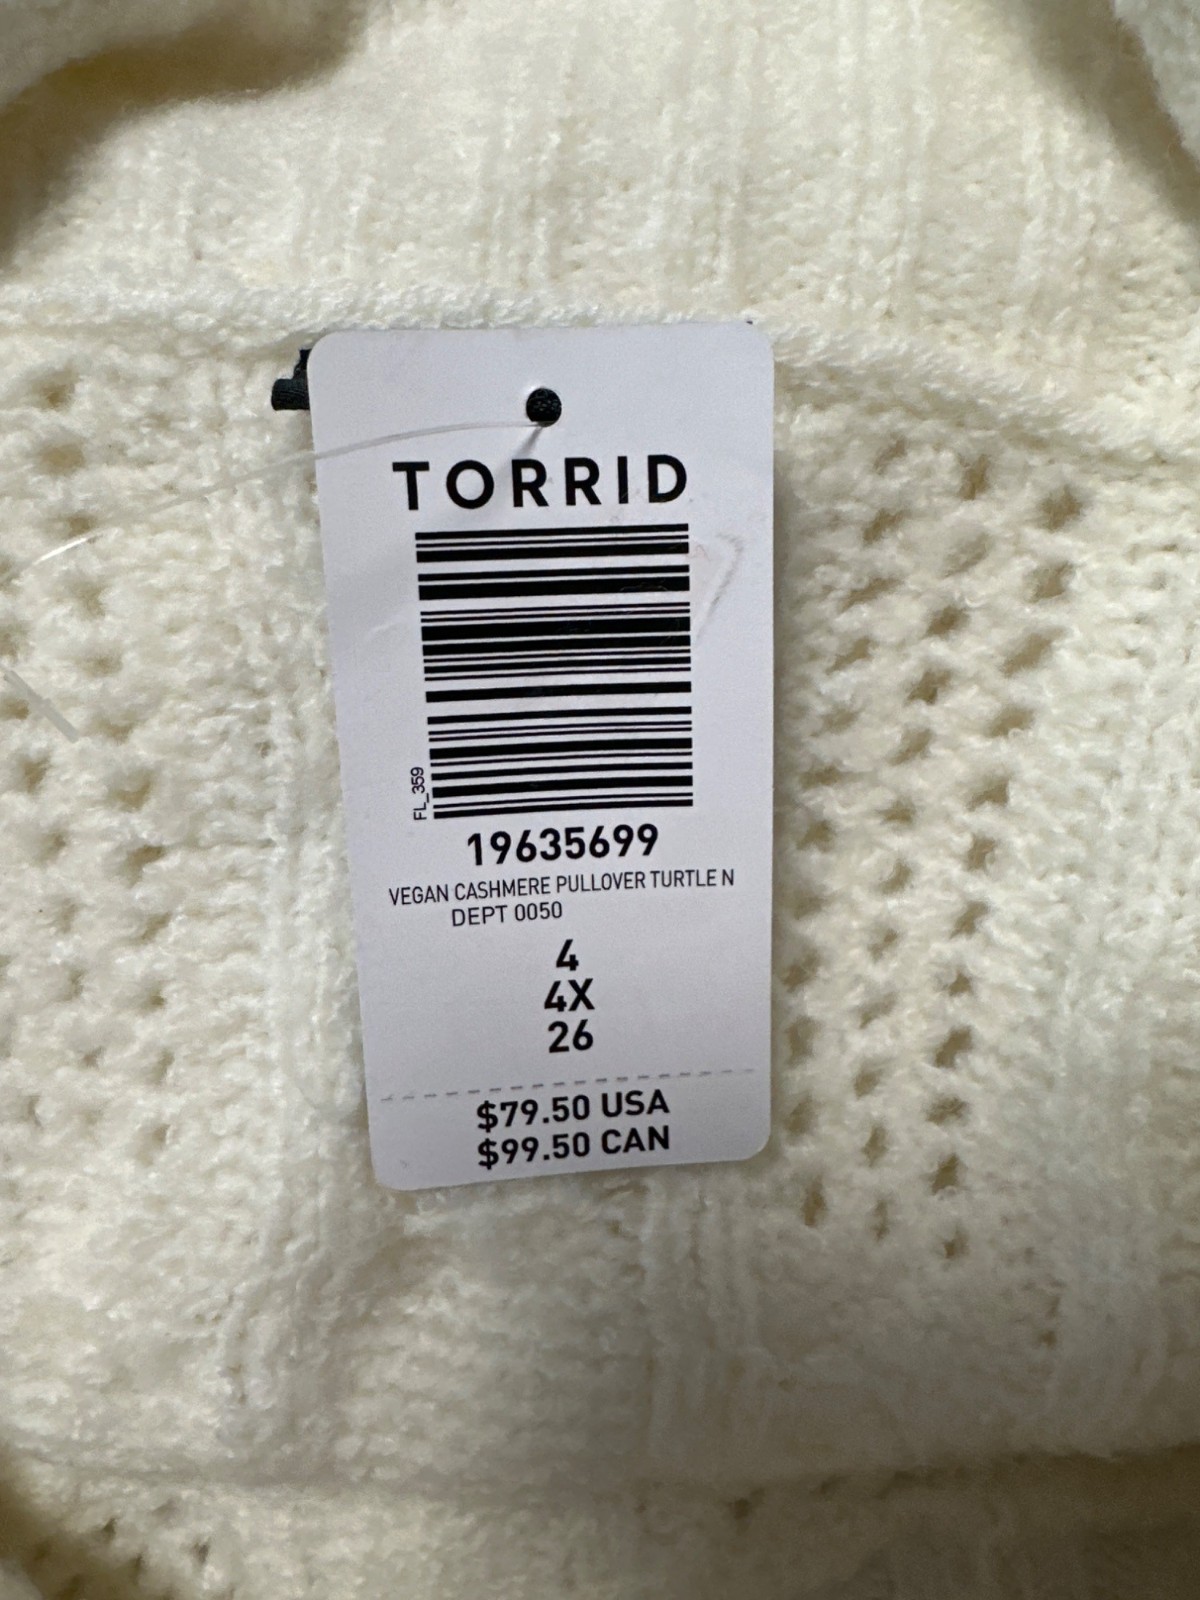 TORRID
FL_359
19635699
VEGAN CASHMERE PULLOVER TURTLE N
DEPT 0050
4
4X
26
$79.50 USA
$99.50 CAN